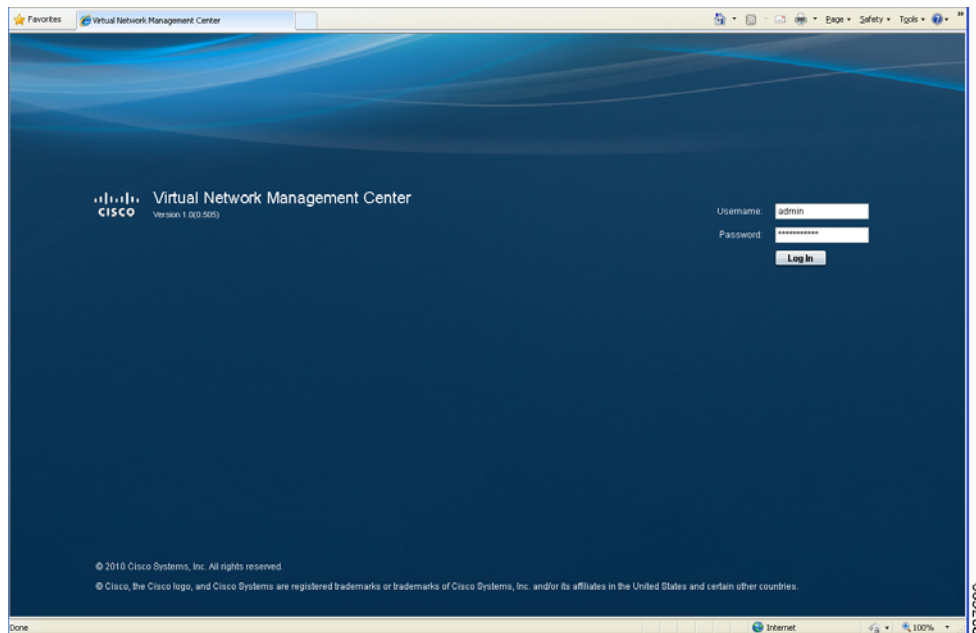 Favorites
Virtual Network Management Center
Page
Safety
Tools
CISCO
Virtual Network Management Center
Version 1.0(0.505)
Username:
admin
Password:
***********
Log In
© 2010 Cisco Systems, Inc. All rights reserved.
© Cisco, the Cisco logo, and Cisco Systems are registered trademarks or trademarks of Cisco Systems, Inc. and/or its affiliates in the United States and certain other countries.
Done
Internet
100%